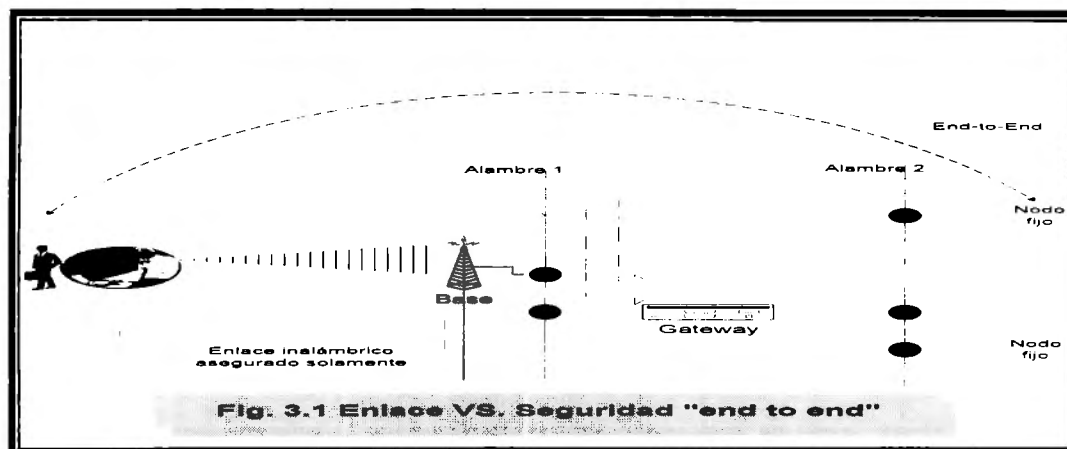 End-to-End
Alambre 1
Alambre 2
Nodo
fijo
Base
Gateway
Enlace inalámbrico
asegurado solamente
Nodo
fijo
Fig. 3.1 Enlace VS. Seguridad "end to end"